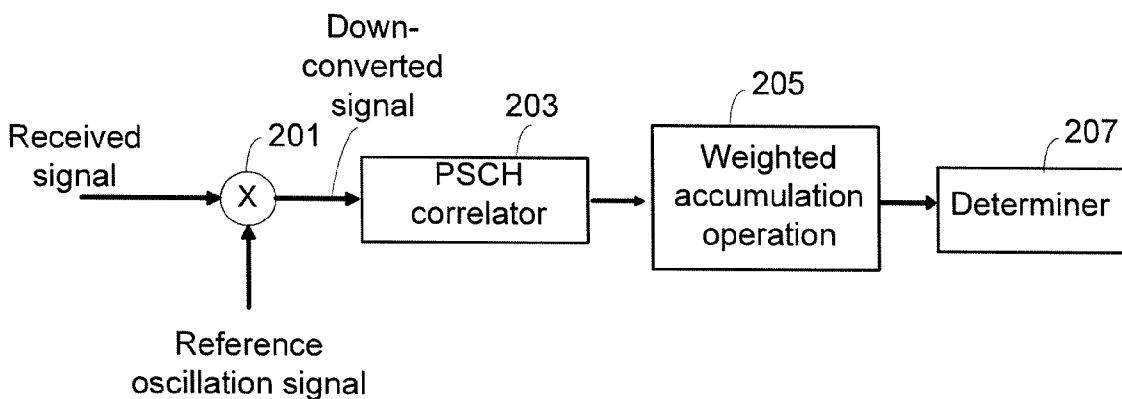 Down-
converted
signal
203
205
207
201
Received
signal
X
PSCH
correlator
Weighted
accumulation
operation
Determiner
Reference
oscillation signal